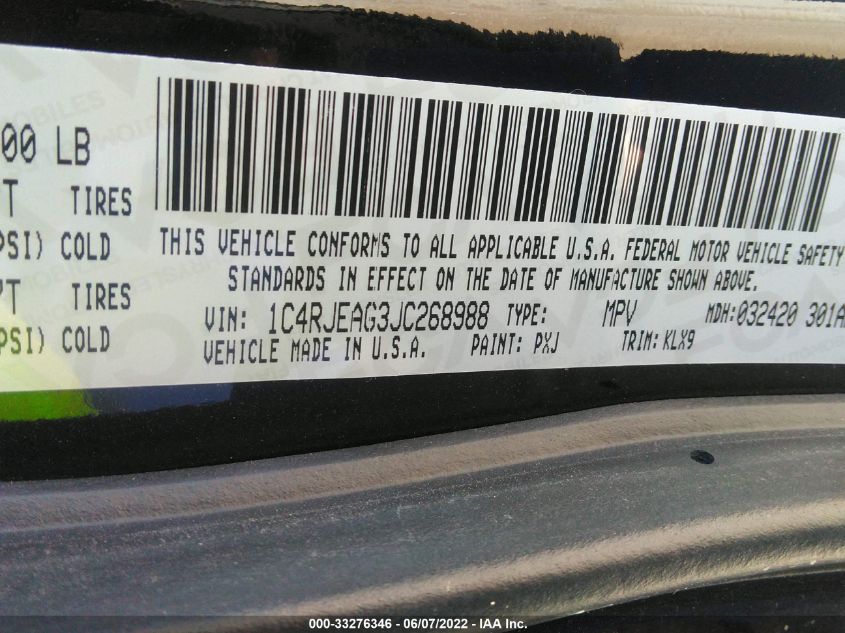 00 LB
T TIRES
PSI) COLD
T TIRES
PSI) COLD
THIS VEHICLE CONFORMS TO ALL APPLICABLE U.S.A. FEDERAL MOTOR VEHICLE SAFETY
STANDARDS IN EFFECT ON THE DATE OF MANUFACTURE SHOWN ABOVE.
VIN: 1C4RJEAG3JC268988 TYPE: MPV MDH:032420 301A
VEHICLE MADE IN U.S.A. PAINT: PXJ TRIM:KLX9
000-33276346 - 06/07/2022 - IAA Inc.